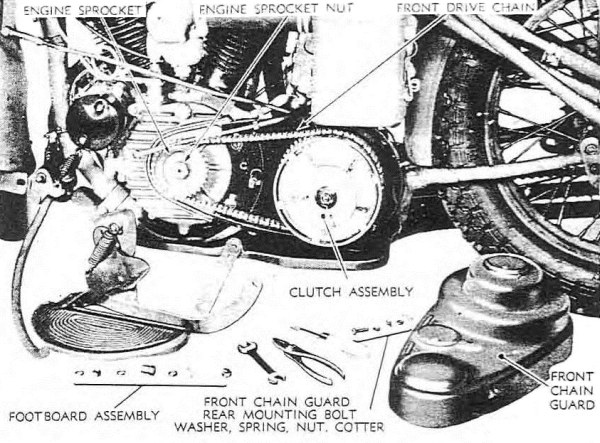 ENGINE SPROCKET
ENGINE SPROCKET NUT
FRONT DRIVE CHAIN
CLUTCH ASSEMBLY
FRONT CHAIN GUARD
REAR MOUNTING BOLT
WASHER, SPRING, NUT, COTTER
FOOTBOARD ASSEMBLY
FRONT
CHAIN
GUARD